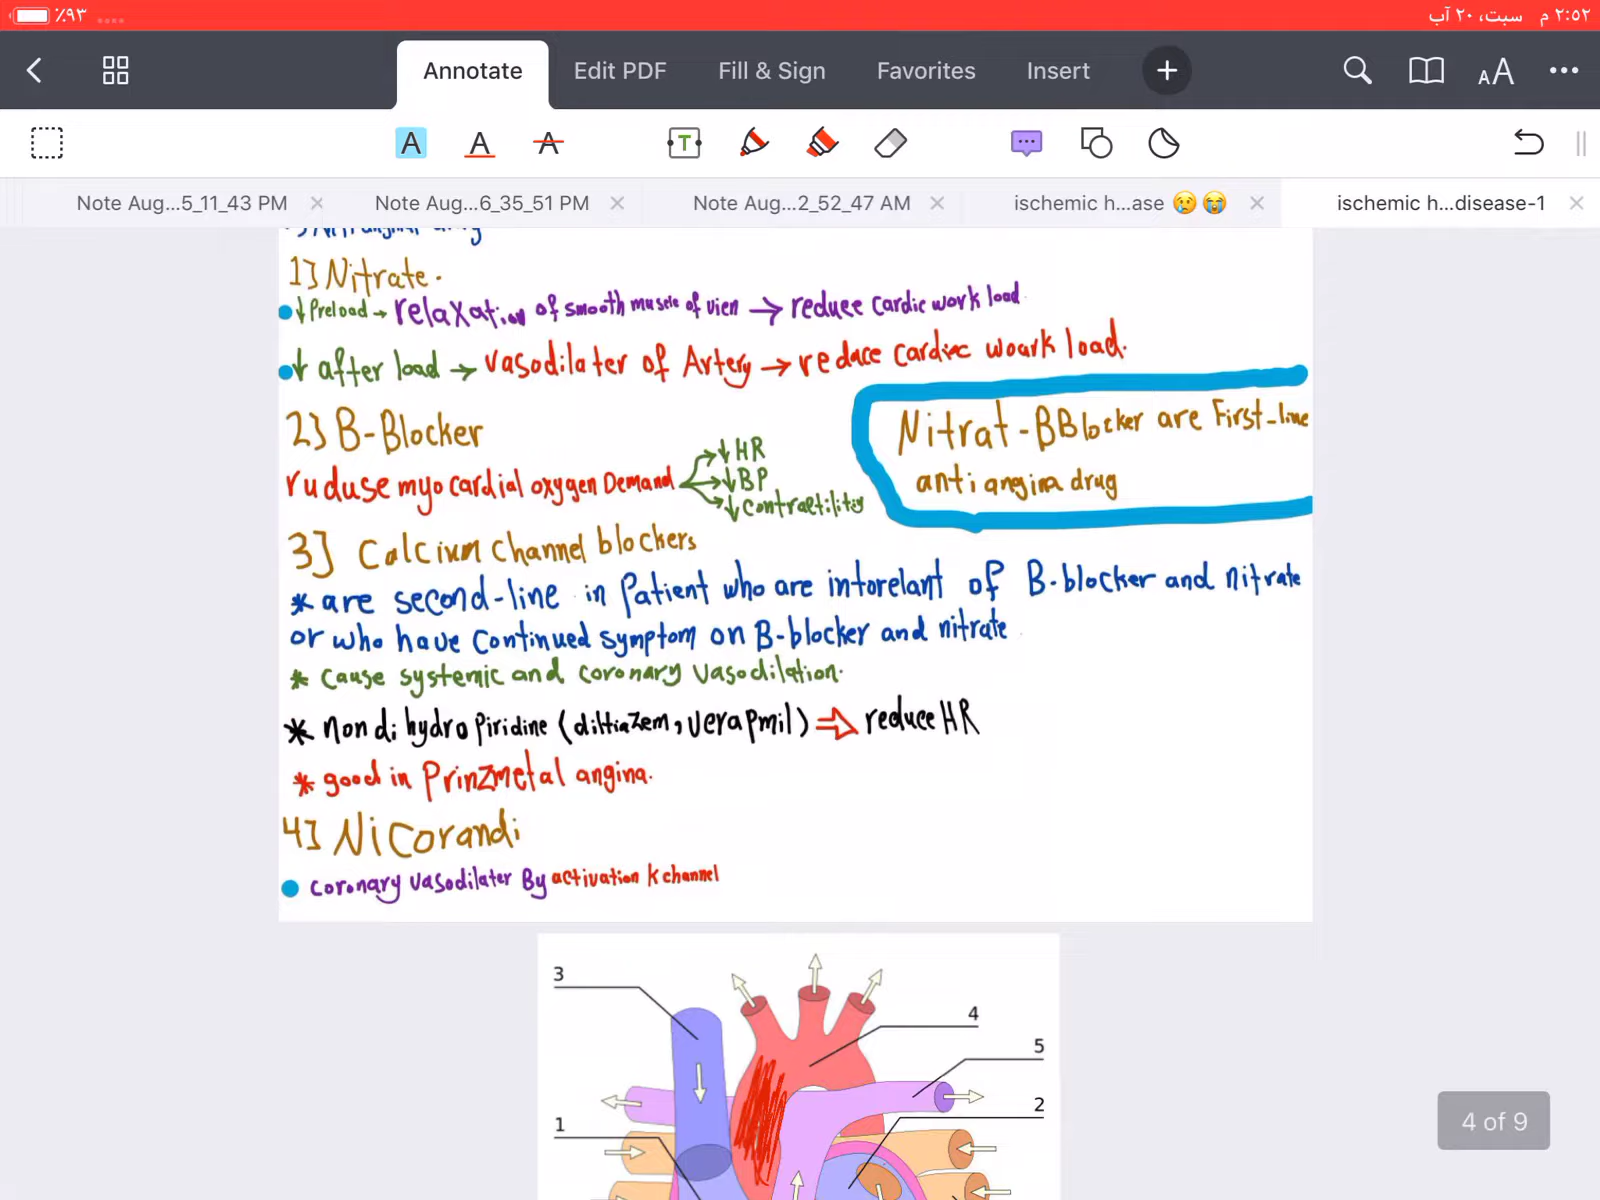 ٪٩٣
٢:٥٢ م سبت، ٢٠ آب
Annotate Edit PDF Fill & Sign Favorites Insert
Note Aug...5_11_43 PM Note Aug...6_35_51 PM Note Aug...2_52_47 AM ischemic h...ase 😢 😭 ischemic h...disease-1
1] Nitrate.
↓ Preload → relaxation of smooth muscle of vien → reduce cardic work load
↓ after load → vasodilater of Artery → redace cardiac wourk load.
Nitrat - BBlocker are First-line
anti angina drug
2] B-Blocker
ruduse myo cardial oxygen Demand
↓ HR
↓ BP
↓ Contractility
3] Calcium channel blockers
* are second-line in Patient who are intorelant of B-blocker and nitrate
or who have continued symptom on B-blocker and nitrate
* cause systemic and coronary vasodilation.
* non di hydro piridine (diltiazem, verapmil) ⇒ reduce HR
* good in Prinzmetal angina.
4] Nicorandi
coronary vasodilater By activation K channel
3
4
5
2
1
4 of 9